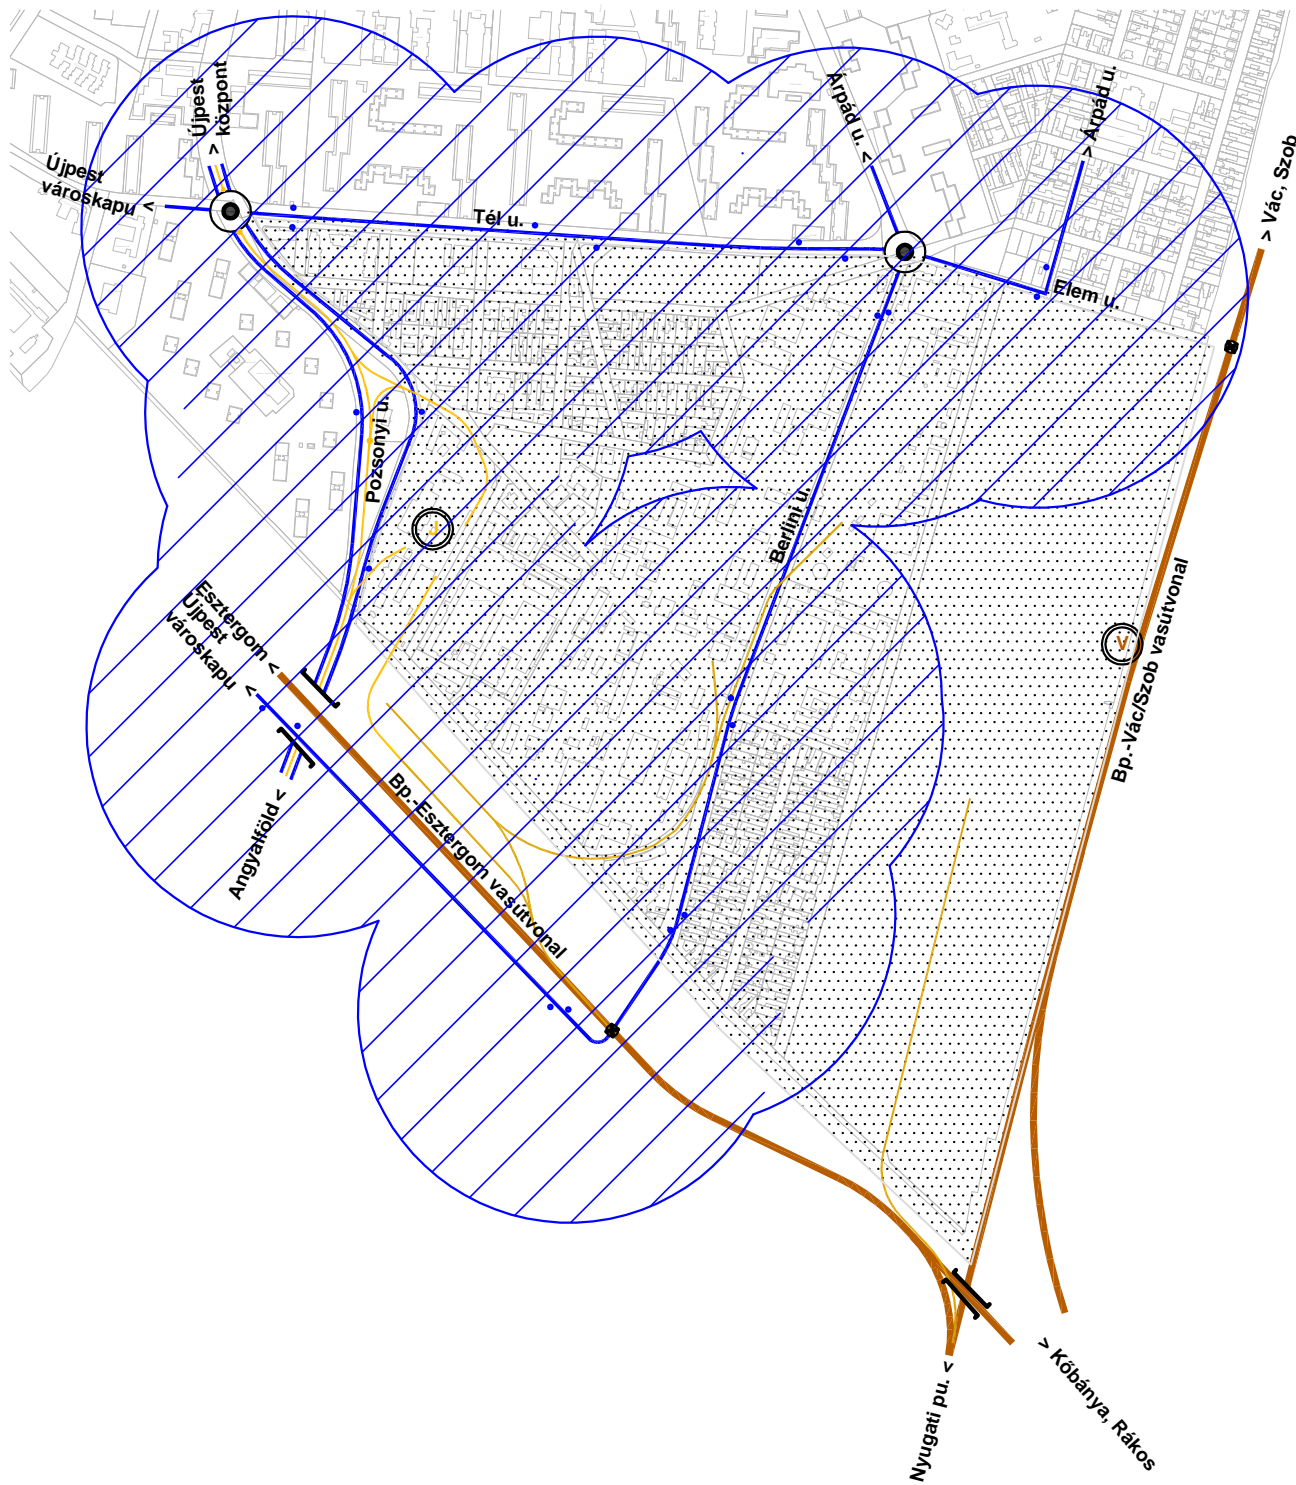 > Újpest
központ
Árpád u. <
> Árpád u.
> Vác, Szob
Újpest
városkapu <
Tél u.
Elem u.
Pozsonyi u.
J
Berlini u.
V
Bp.-Vác/Szob vasútvonal
Esztergom <
Újpest
városkapu <
Bp.-Esztergom vasútvonal
Angyalföld <
Nyugati pu. <
> Kőbánya, Rákos